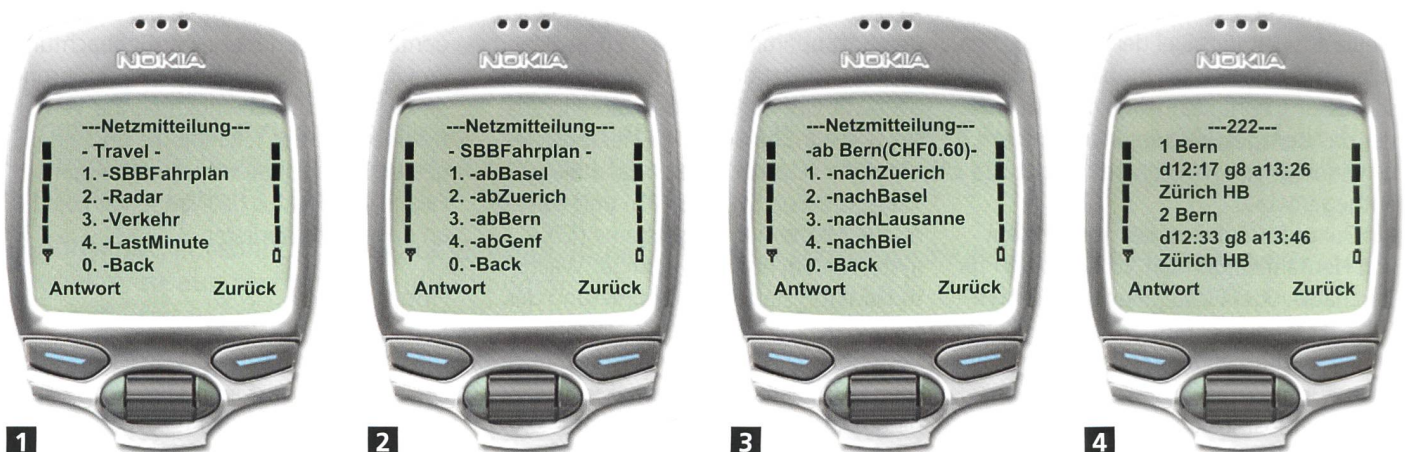 NOKIA
---Netzmitteilung---
- Travel -
1. -SBBFahrplan
2. -Radar
3. -Verkehr
4. -LastMinute
0. -Back
Antwort Zurück
1
NOKIA
---Netzmitteilung---
- SBBFahrplan -
1. -abBasel
2. -abZuerich
3. -abBern
4. -abGenf
0. -Back
Antwort Zurück
2
NOKIA
---Netzmitteilung---
-ab Bern(CHF0.60)-
1. -nachZuerich
2. -nachBasel
3. -nachLausanne
4. -nachBiel
0. -Back
Antwort Zurück
3
NOKIA
---222---
1 Bern
d12:17 g8 a13:26
Zürich HB
2 Bern
d12:33 g8 a13:46
Zürich HB
Antwort Zurück
4